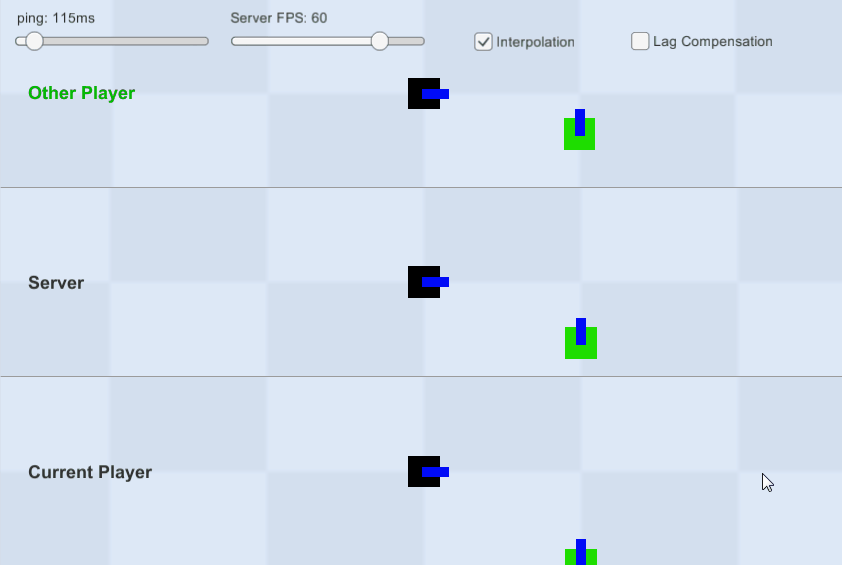 ping: 115ms
Server FPS: 60
Interpolation
Lag Compensation
Other Player
Server
Current Player